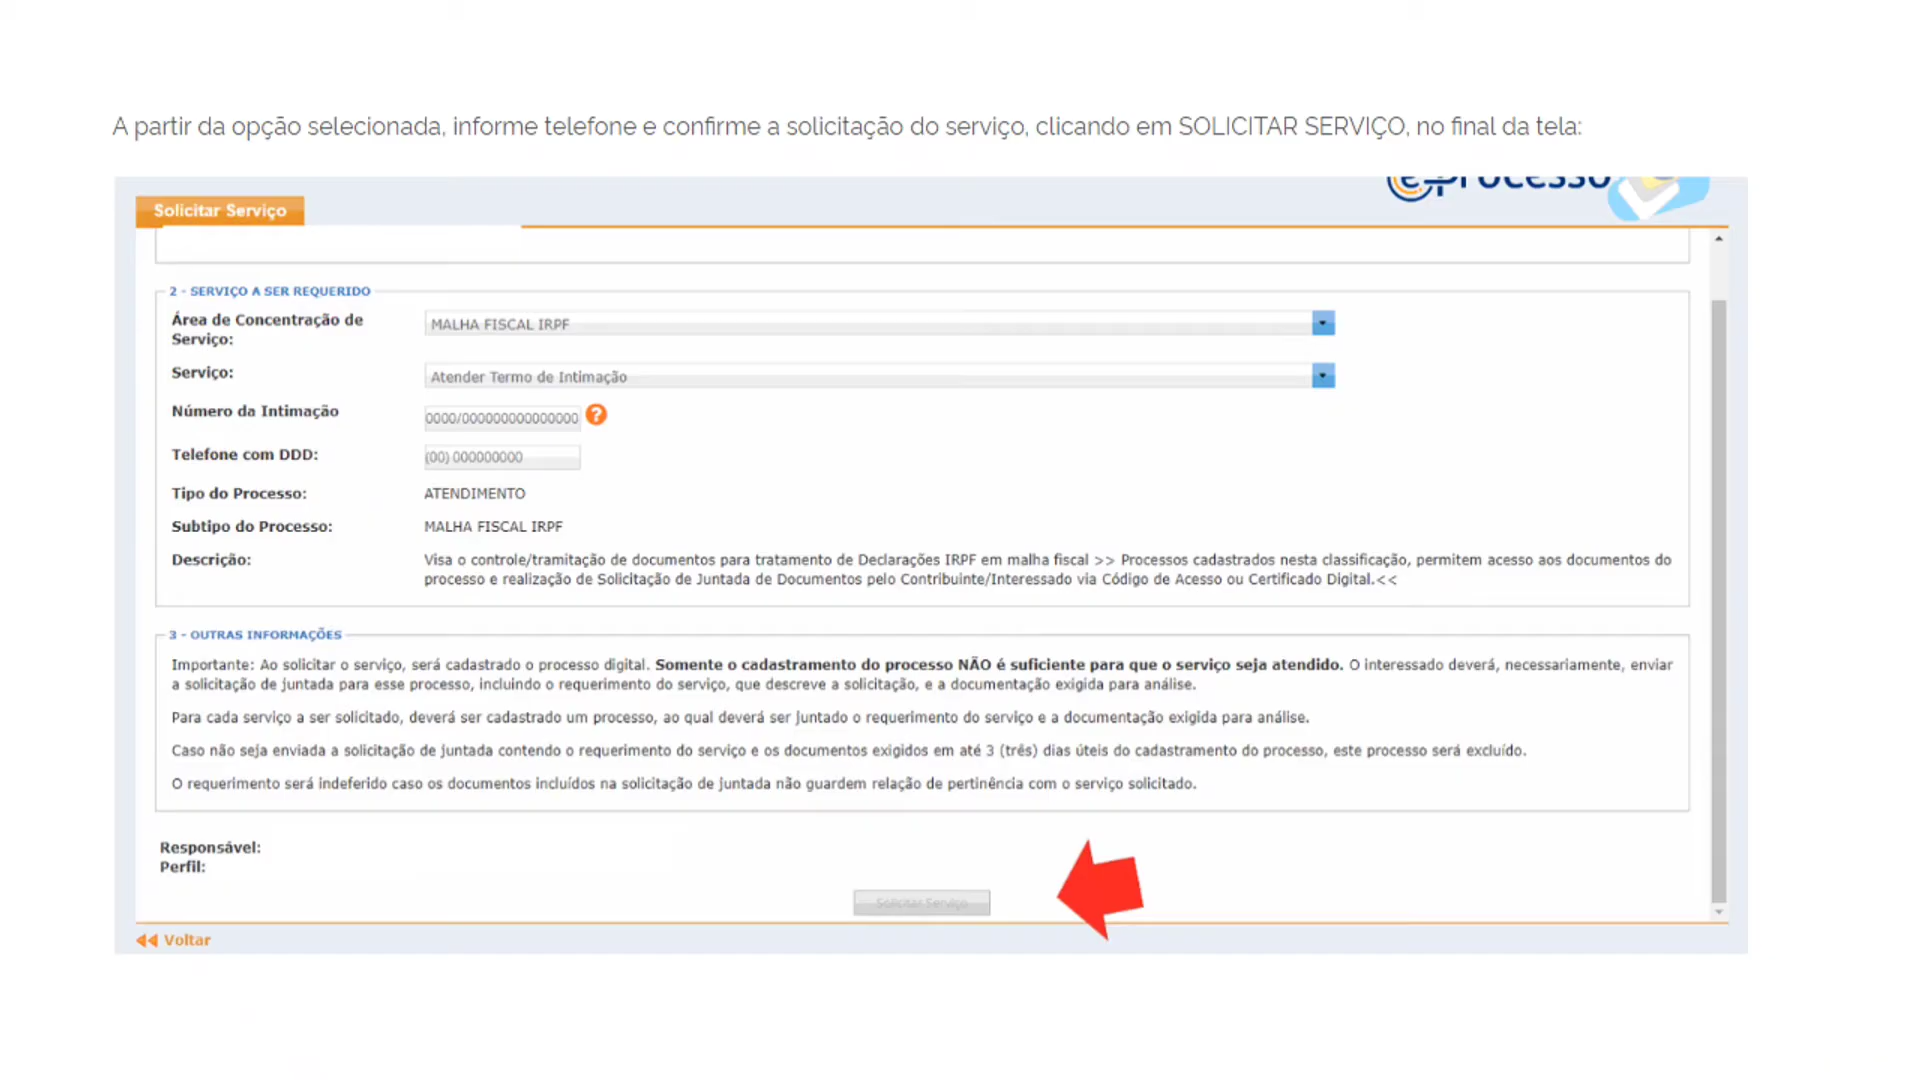 A partir da opção selecionada, informe telefone e confirme a solicitação do serviço, clicando em SOLICITAR SERVIÇO, no final da tela:
e-Processo
Solicitar Serviço
2 - SERVIÇO A SER REQUERIDO
Área de Concentração de
Serviço:
MALHA FISCAL IRPF
Serviço:
Atender Termo de Intimação
Número da Intimação
0000/000000000000000
?
Telefone com DDD:
(00) 000000000
Tipo do Processo:
ATENDIMENTO
Subtipo do Processo:
MALHA FISCAL IRPF
Descrição:
Visa o controle/tramitação de documentos para tratamento de Declarações IRPF em malha fiscal >> Processos cadastrados nesta classificação, permitem acesso aos documentos do
processo e realização de Solicitação de Juntada de Documentos pelo Contribuinte/Interessado via Código de Acesso ou Certificado Digital.<<
3 - OUTRAS INFORMAÇÕES
Importante: Ao solicitar o serviço, será cadastrado o processo digital. Somente o cadastramento do processo NÃO é suficiente para que o serviço seja atendido. O interessado deverá, necessariamente, enviar
a solicitação de juntada para esse processo, incluindo o requerimento do serviço, que descreve a solicitação, e a documentação exigida para análise.
Para cada serviço a ser solicitado, deverá ser cadastrado um processo, ao qual deverá ser juntado o requerimento do serviço e a documentação exigida para análise.
Caso não seja enviada a solicitação de juntada contendo o requerimento do serviço e os documentos exigidos em até 3 (três) dias úteis do cadastramento do processo, este processo será excluído.
O requerimento será indeferido caso os documentos incluídos na solicitação de juntada não guardem relação de pertinência com o serviço solicitado.
Responsável:
Perfil:
Solicitar Serviço
Voltar